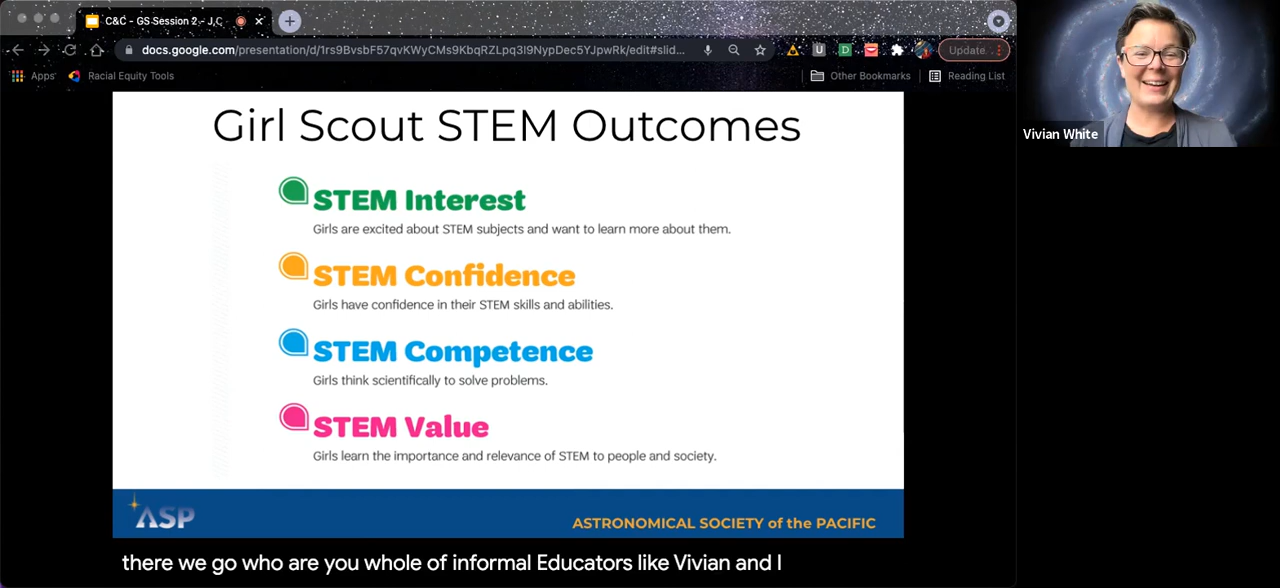 C&C - GS Session 2 - J,C
docs.google.com/presentation/d/1rs9BvsbF57qvKWyCMs9KbqRZLpq3l9NypDec5YJpwRk/edit#slid...
Update
Apps
Racial Equity Tools
Other Bookmarks
Reading List
Vivian White
Girl Scout STEM Outcomes
STEM Interest
Girls are excited about STEM subjects and want to learn more about them.
STEM Confidence
Girls have confidence in their STEM skills and abilities.
STEM Competence
Girls think scientifically to solve problems.
STEM Value
Girls learn the importance and relevance of STEM to people and society.
ASP
ASTRONOMICAL SOCIETY of the PACIFIC
there we go who are you whole of informal Educators like Vivian and I